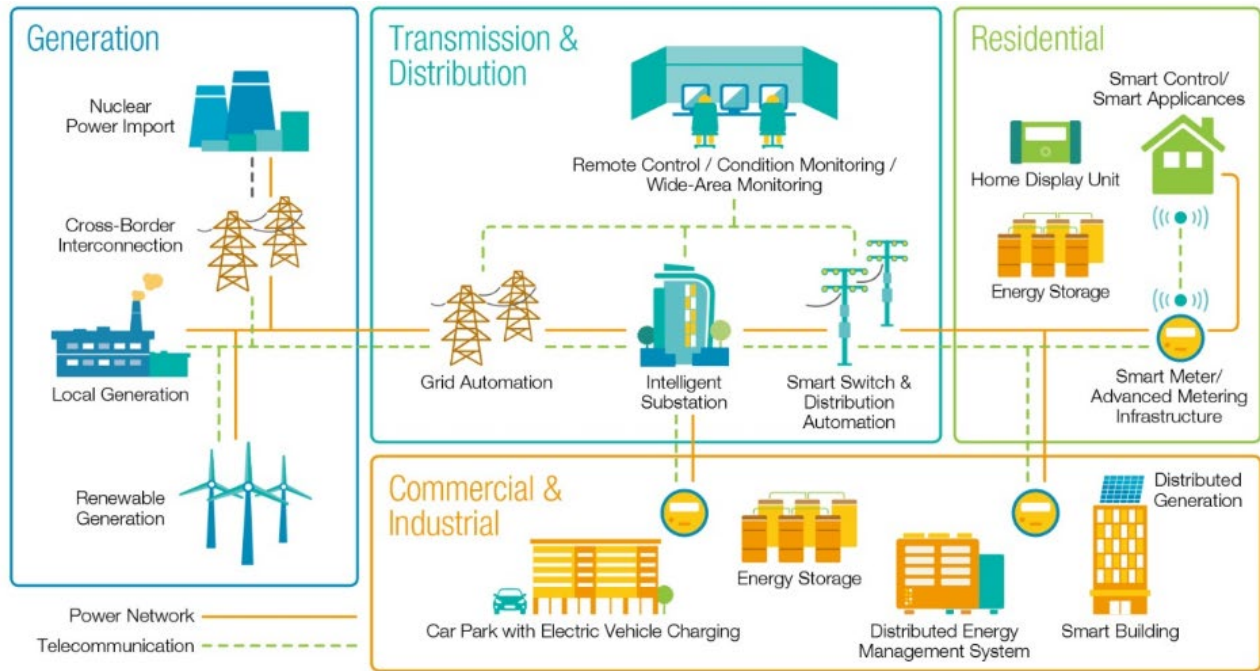 Generation
Nuclear
Power Import
Cross-Border
Interconnection
Local Generation
Renewable
Generation
Power Network
Telecommunication
Transmission &
Distribution
Remote Control / Condition Monitoring /
Wide-Area Monitoring
Grid Automation
Intelligent
Substation
Smart Switch &
Distribution
Automation
Residential
Smart Control/
Smart Applicances
Home Display Unit
Energy Storage
Smart Meter/
Advanced Metering
Infrastructure
Commercial &
Industrial
Car Park with Electric Vehicle Charging
Energy Storage
Distributed Energy
Management System
Distributed
Generation
Smart Building